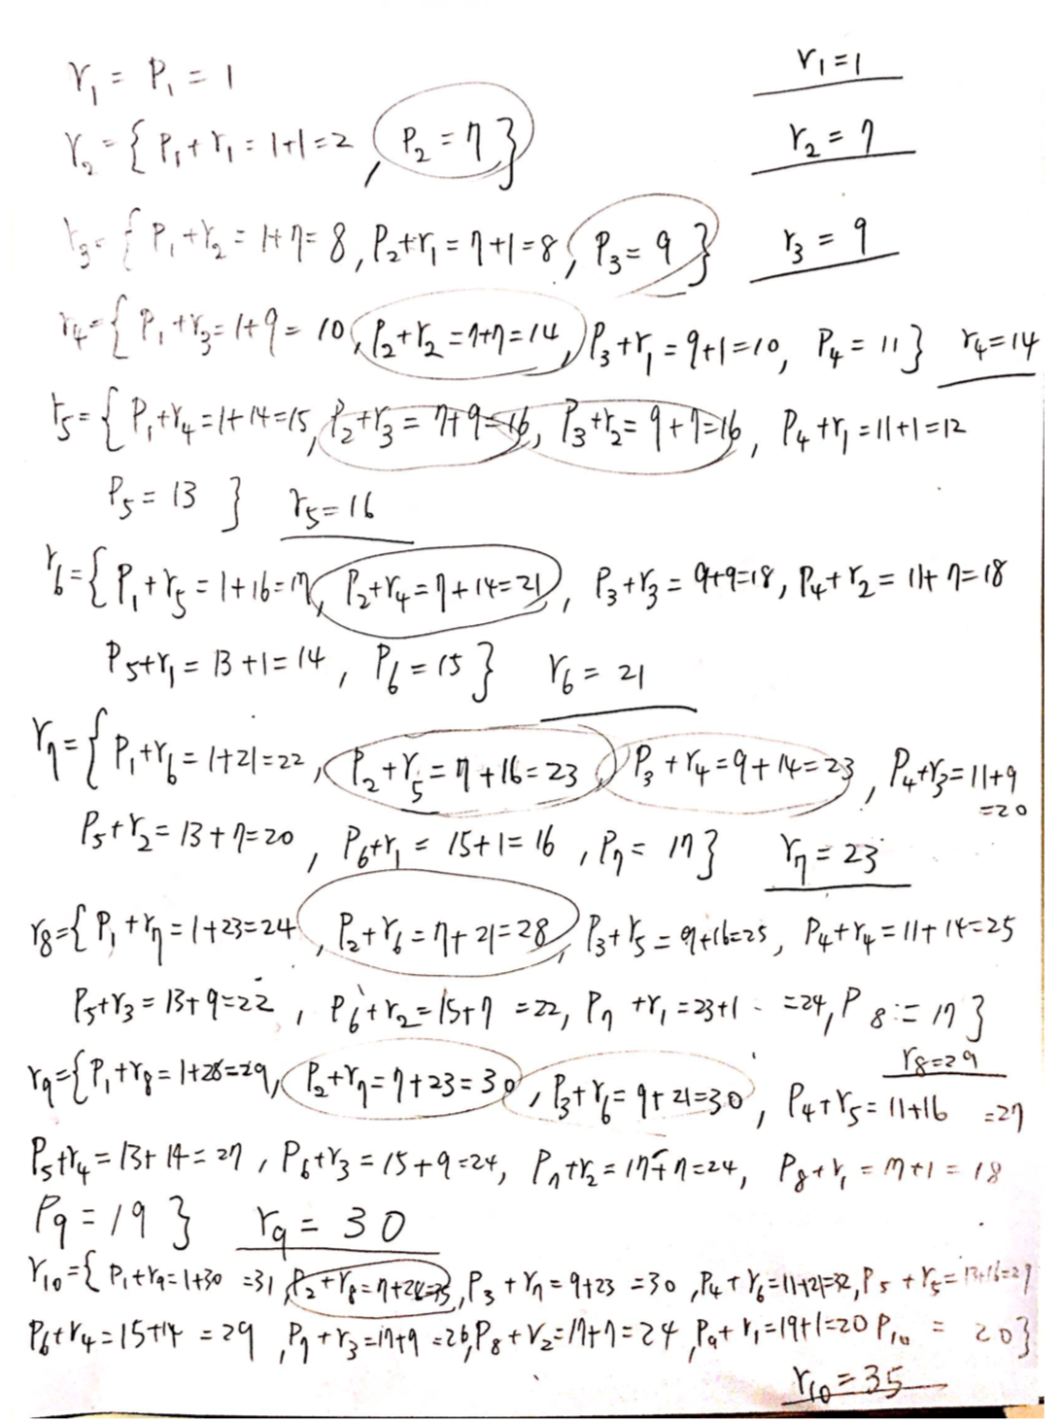 r₁ = P₁ = 1    r₁=1
r₂ = { P₁+r₁ = 1+1=2 , P₂ = 7 }    r₂ = 7
r₃= { P₁+r₂ = 1+7= 8 , P₂+r₁ = 7+1=8 , P₃= 9 }    r₃ = 9
r₄={ P₁+r₃= 1+9= 10, P₂+r₂ =7+7=14 , P₃+r₁ = 9+1=10, P₄= 11 }    r₄=14
r₅={ P₁+r₄=1+14=15, P₂+r₃ = 7+9=16, P₃+r₂= 9+7=16, P₄+r₁=11+1=12
P₅= 13 }    r₅=16
r₆={ P₁+r₅ = 1+16=17, P₂+r₄=7+14=21 , P₃+r₃= 9+9=18, P₄+r₂ = 11+7=18
P₅+r₁ = 13+1=14 , P₆=15 }    r₆= 21
r₇={ P₁+r₆ = 1+21=22 , P₂+r₅ = 7+16=23 , P₃+r₄=9+14=23 , P₄+r₃=11+9
=20
P₅+r₂= 13+7=20 , P₆+r₁ = 15+1=16 , P₇= 17 }    r₇= 23
r₈={ P₁+r₇=1+23=24 , P₂+r₆=7+21=28 , P₃+r₅ = 9+16=25, P₄+r₄=11+14=25
P₅+r₃= 13+9=22 , P₆+r₂=15+7 =22, P₇ +r₁=23+1 =24, P₈:= 17 }
r₈=29
r₉={ P₁+r₈=1+28=29, P₂+r₇=7+23=30 , P₃+r₆= 9+21=30 , P₄+r₅= 11+16 =27
P₅+r₄=13+14=27 , P₆+r₃=15+9=24, P₇+r₂=17+7=24, P₈+r₁ = 17+1 = 18
P₉=19 }    r₉ = 30
r₁₀={ P₁+r₉=1+30 =31, P₂+r₈=7+28=35, P₃+r₇=9+23 =30 , P₄+r₆=11+21=32, P₅+r₅=13+16=29
P₆+r₄=15+14 =29 , P₇+r₃=17+9 =26, P₈+r₂=17+7=24 , P₉+r₁=19+1=20 P₁₀ = 20}
r₁₀=35